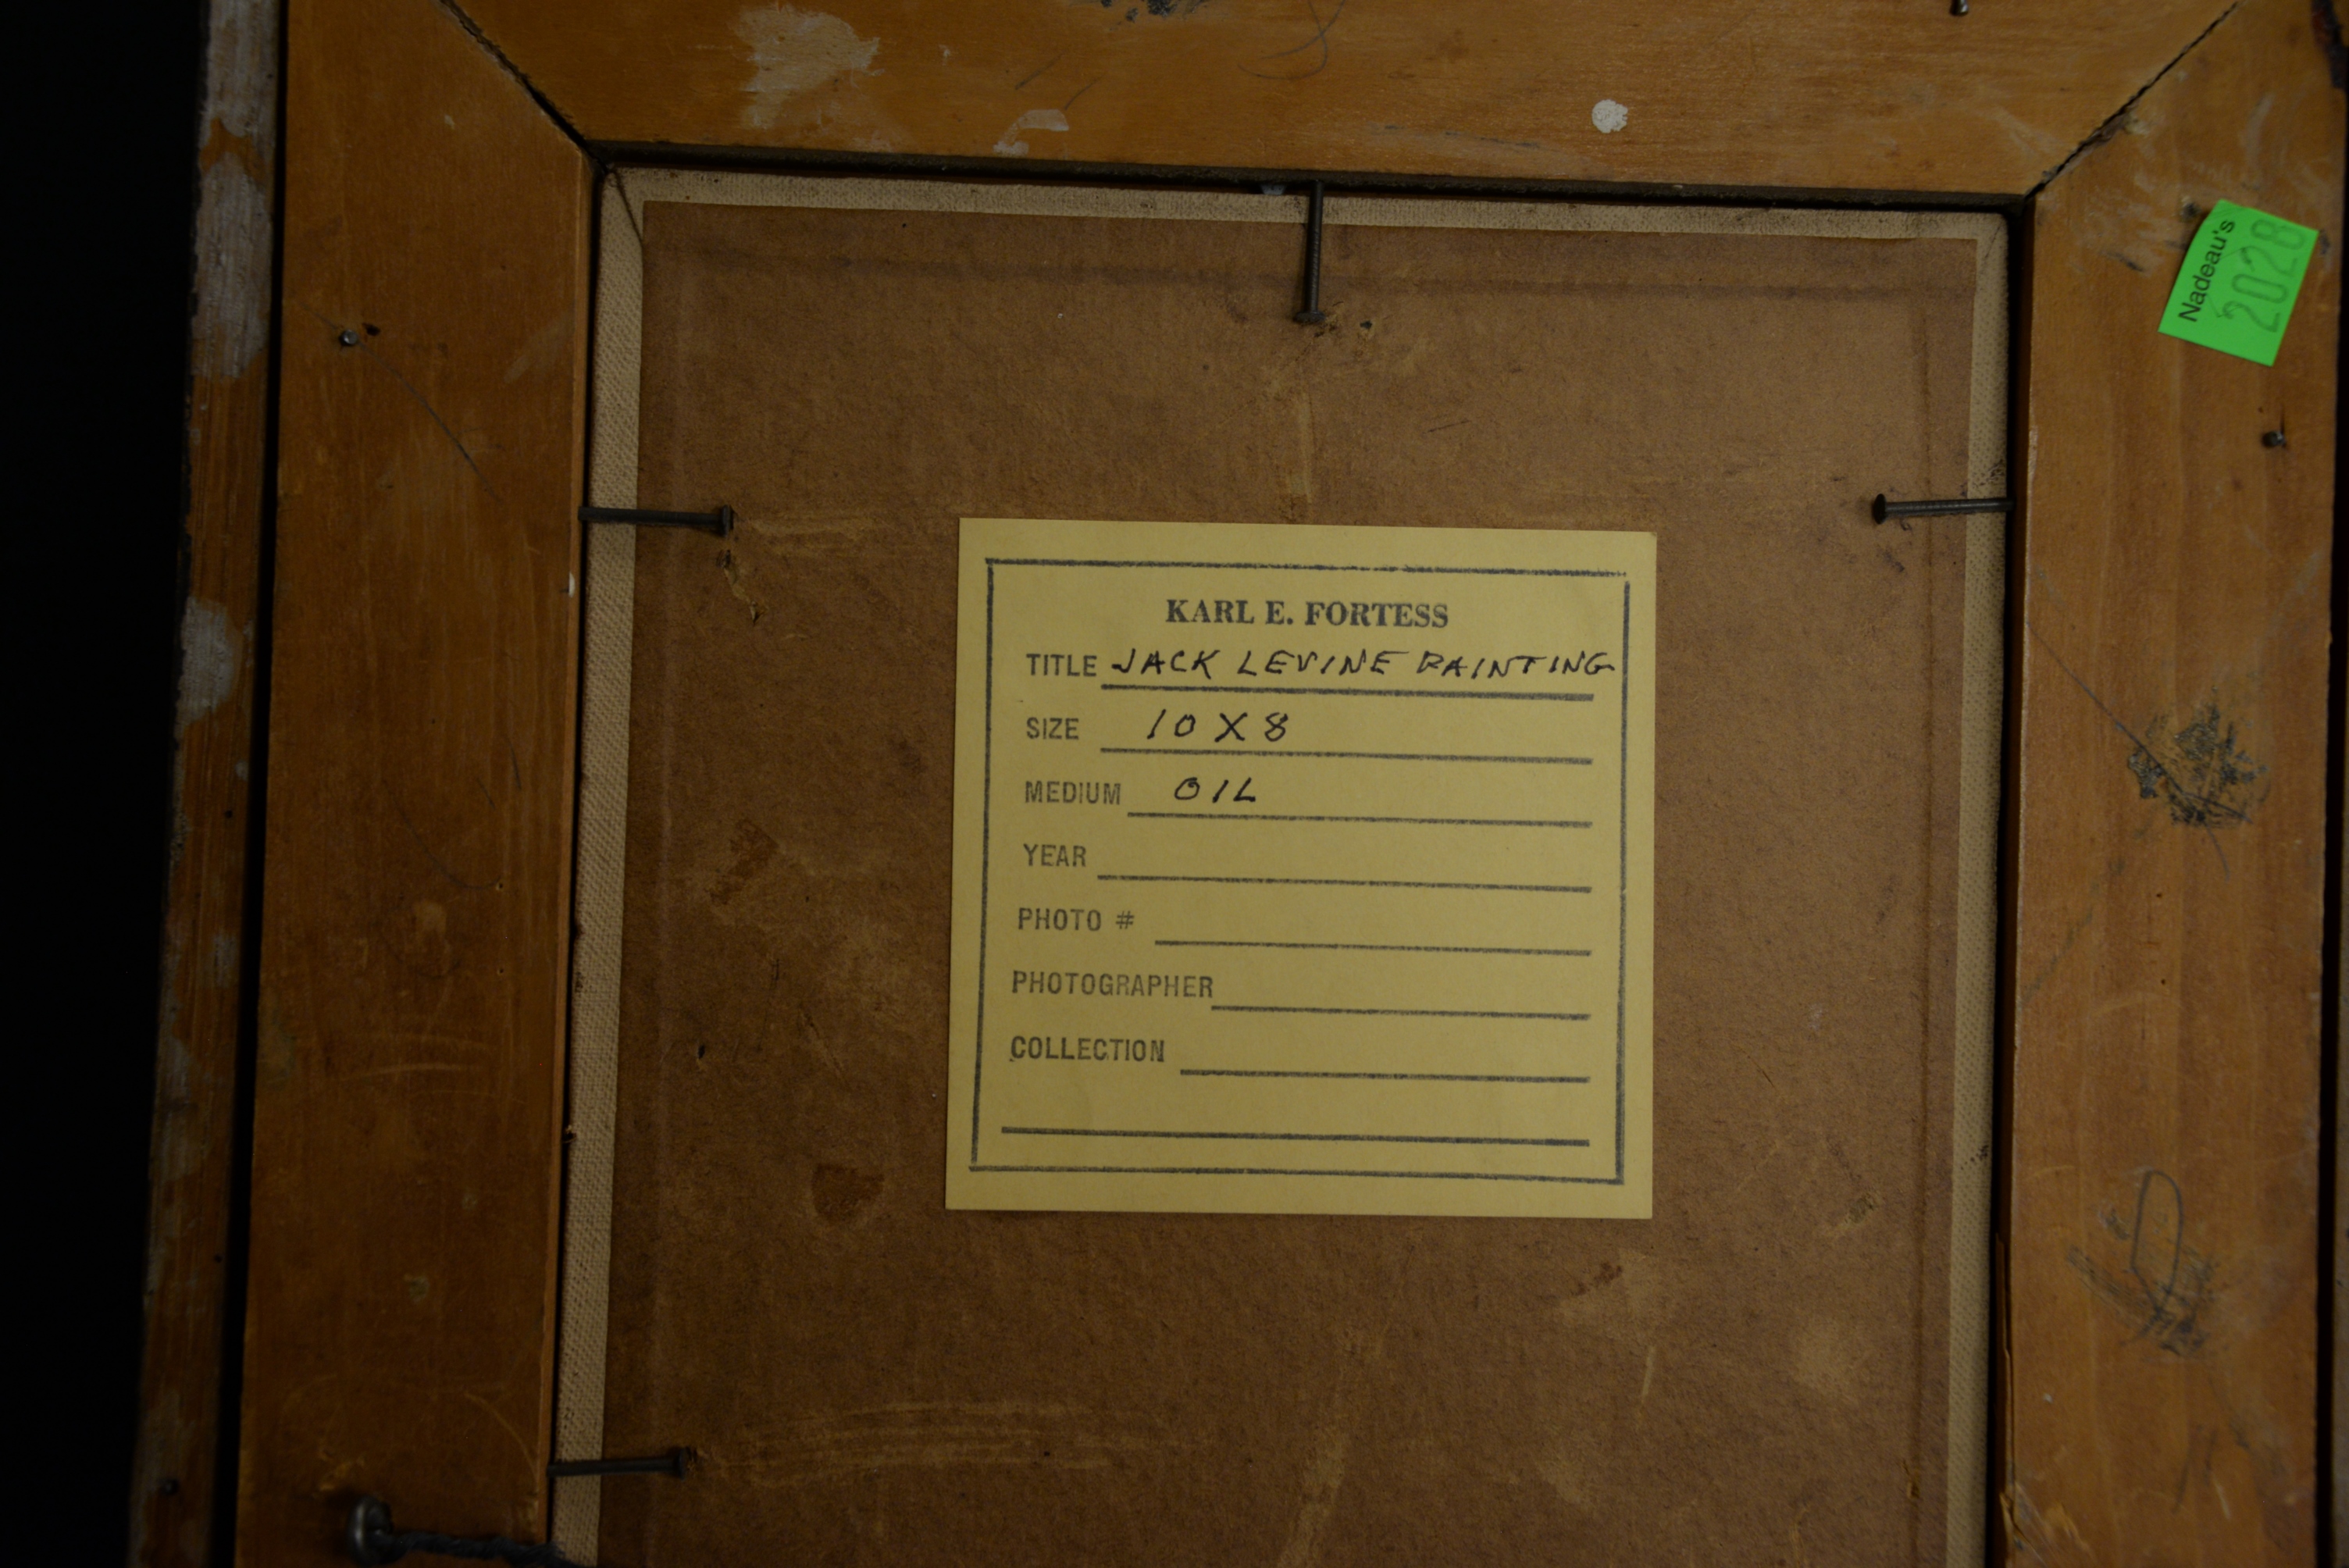 Nadeau's
2028
KARL E. FORTESS
TITLE JACK LEVINE PAINTING
SIZE 10 X 8
MEDIUM OIL
YEAR
PHOTO #
PHOTOGRAPHER
COLLECTION